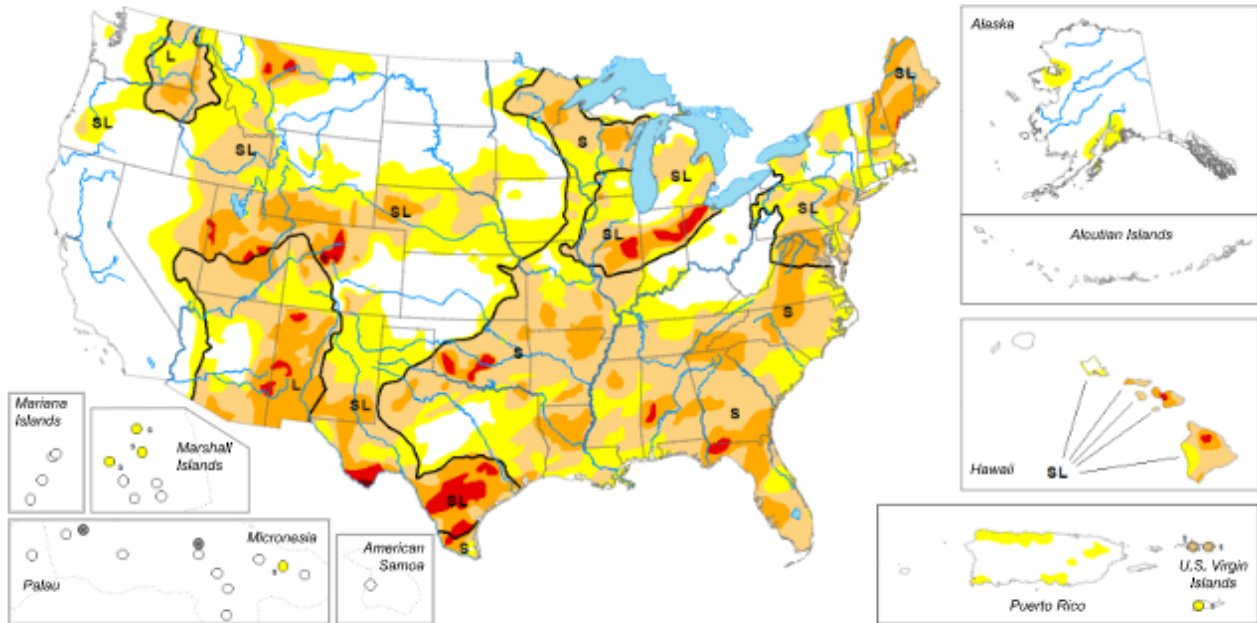 Alaska
L
SL
SL
S
SL
SL
SL
SL
SL
S
Aleutian Islands
S
L
SL
S
Mariana
Islands
S
S
S
Marshall
Islands
SL
Hawaii
SL
S
Micronesia
S
Palau
American
Samoa
S
S
U.S. Virgin
Islands
S
Puerto Rico